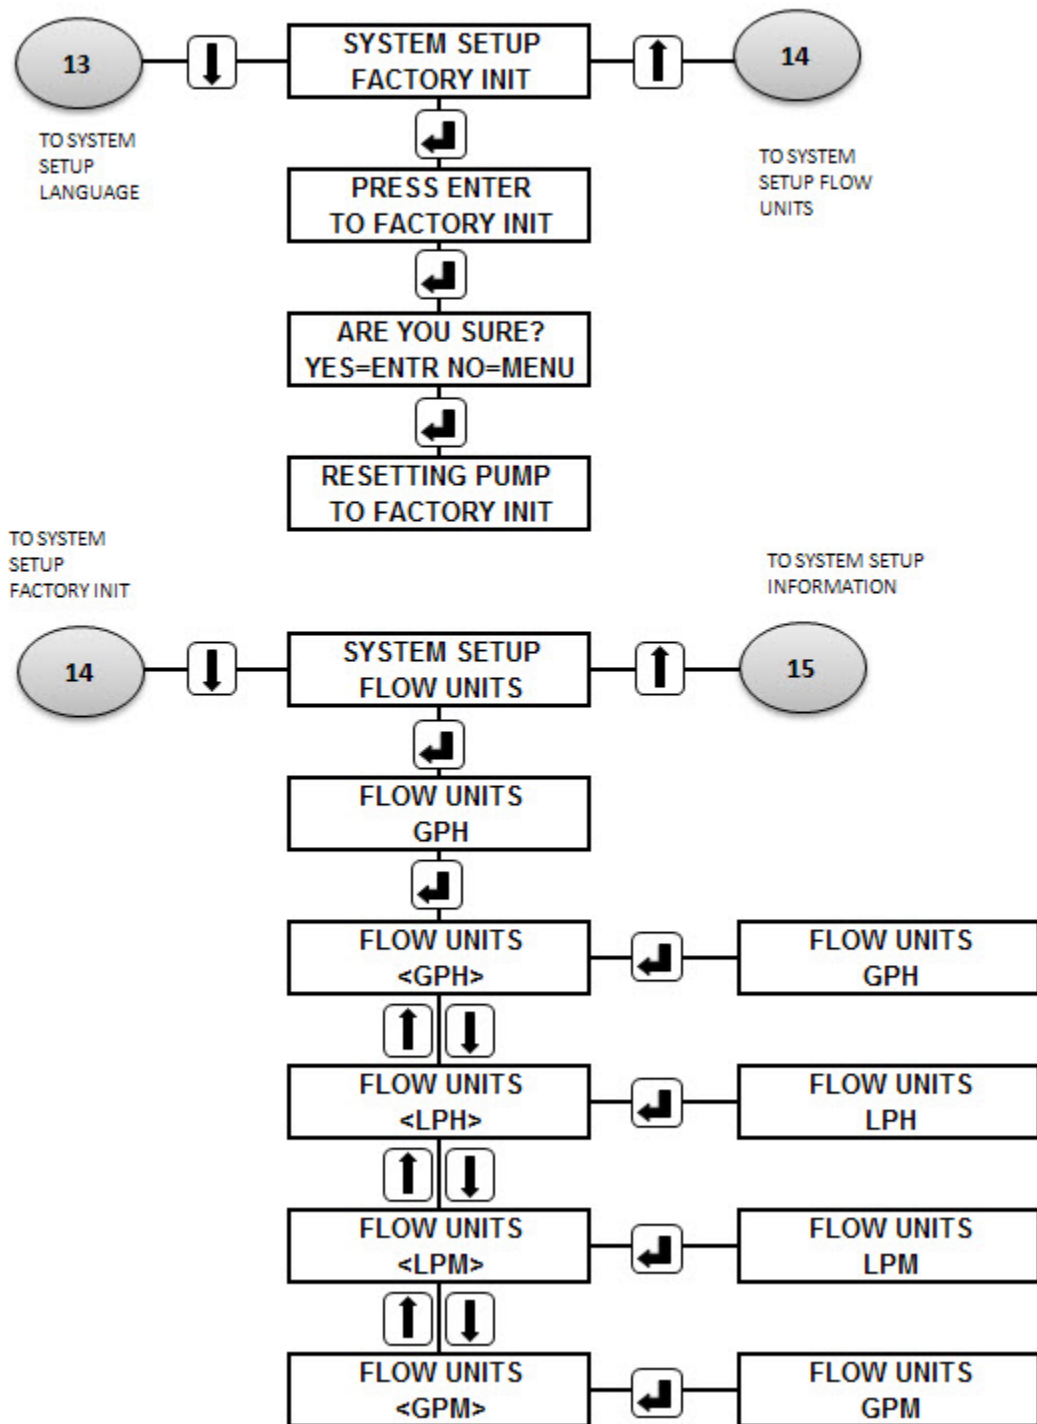 13
SYSTEM SETUP
FACTORY INIT
14
TO SYSTEM
SETUP
LANGUAGE
TO SYSTEM
SETUP FLOW
UNITS
PRESS ENTER
TO FACTORY INIT
ARE YOU SURE?
YES=ENTR NO=MENU
RESETTING PUMP
TO FACTORY INIT
TO SYSTEM
SETUP
FACTORY INIT
TO SYSTEM SETUP
INFORMATION
14
SYSTEM SETUP
FLOW UNITS
15
FLOW UNITS
GPH
FLOW UNITS
<GPH>
FLOW UNITS
GPH
FLOW UNITS
<LPH>
FLOW UNITS
LPH
FLOW UNITS
<LPM>
FLOW UNITS
LPM
FLOW UNITS
<GPM>
FLOW UNITS
GPM